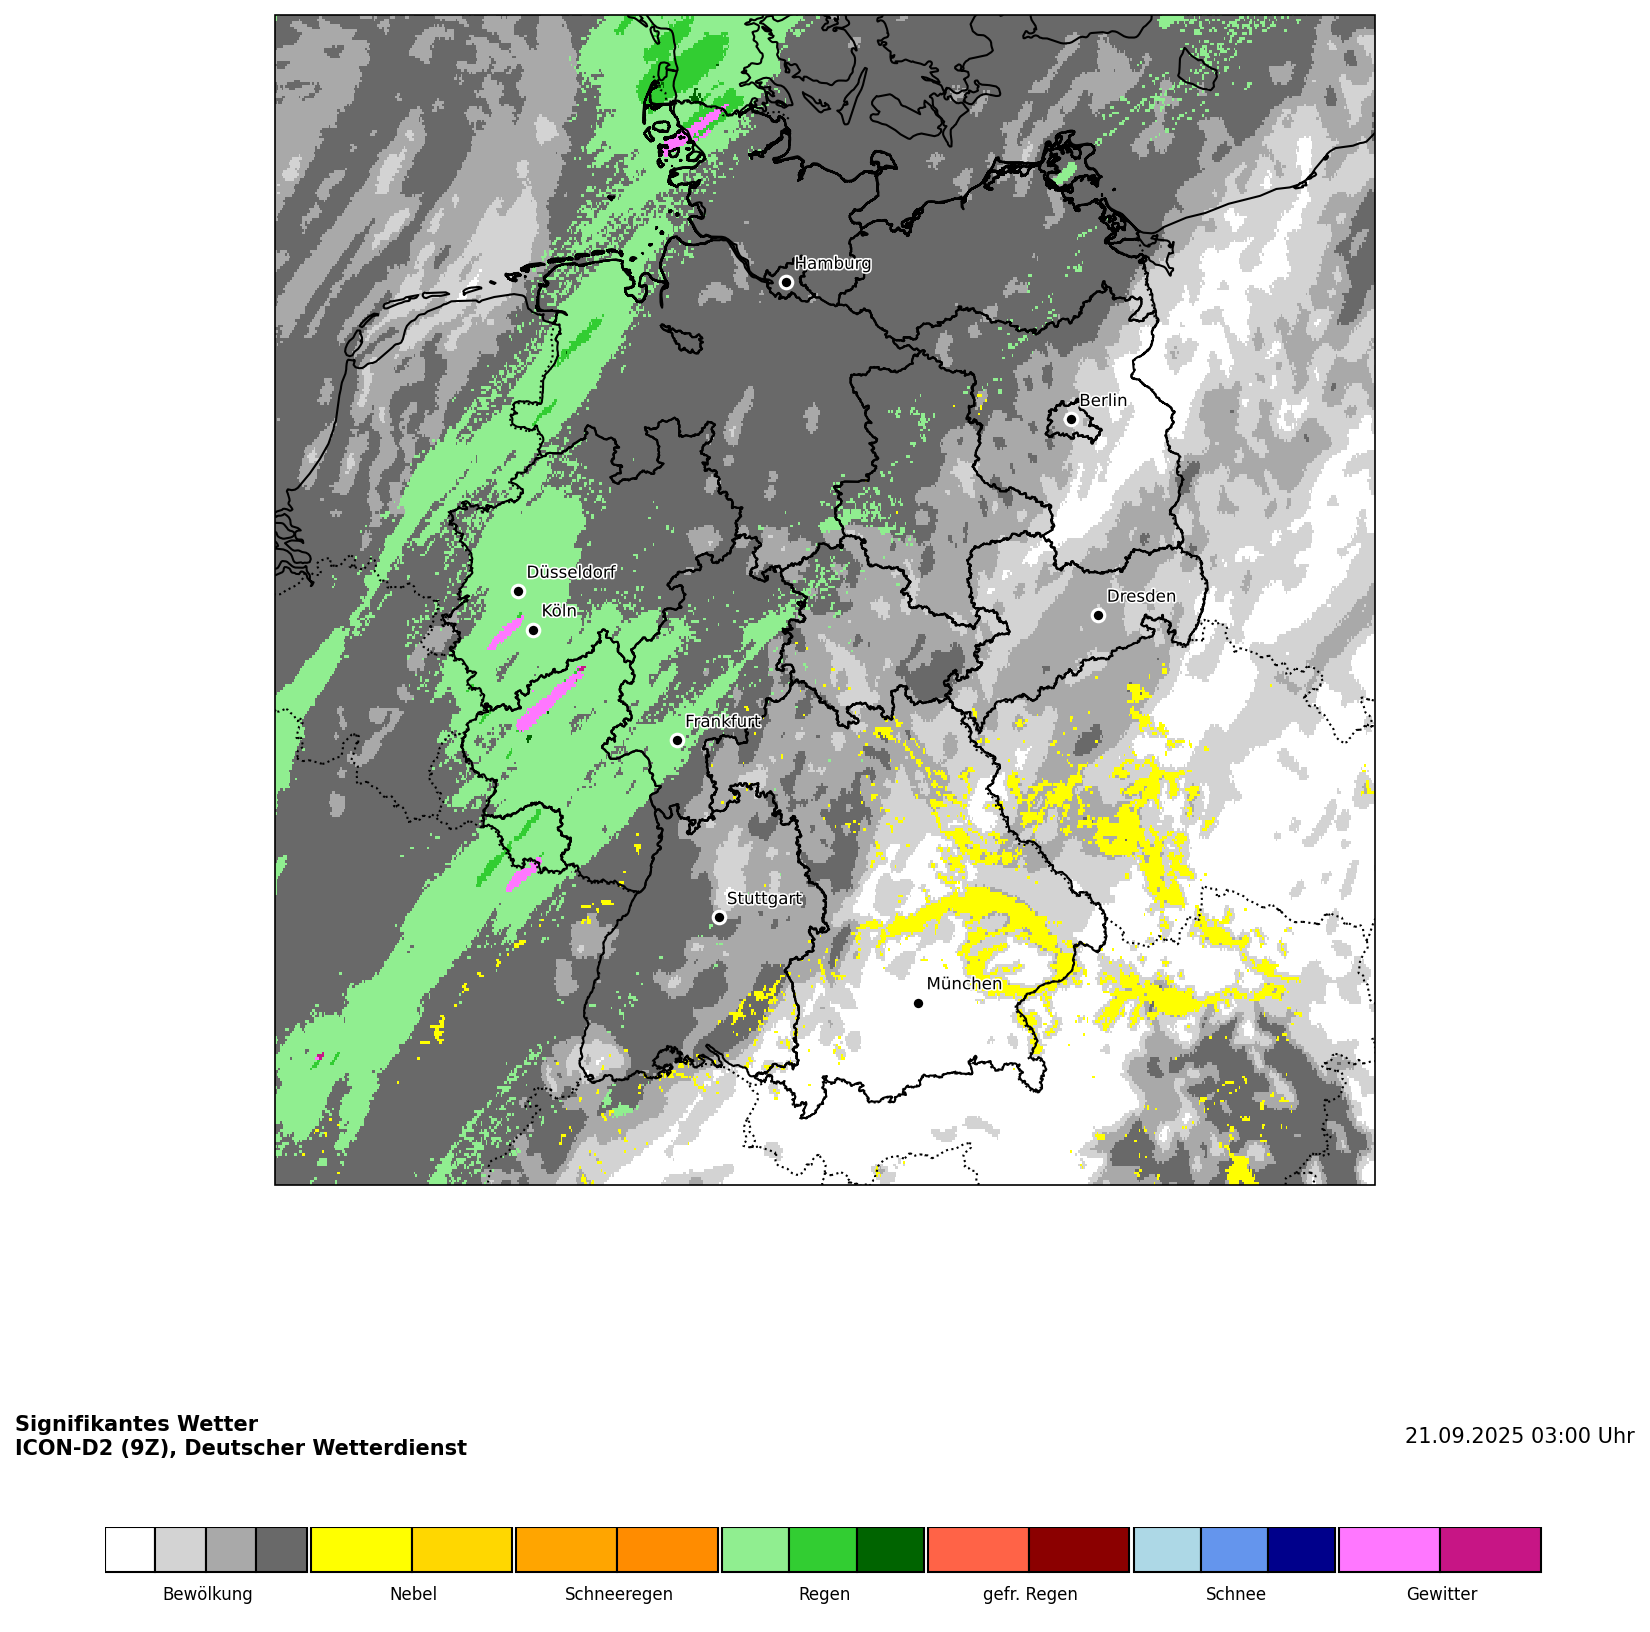 Hamburg
Berlin
Düsseldorf
Köln
Dresden
Frankfurt
Stuttgart
München
Signifikantes Wetter
ICON-D2 (9Z), Deutscher Wetterdienst
21.09.2025 03:00 Uhr
Bewölkung
Nebel
Schneeregen
Regen
gefr. Regen
Schnee
Gewitter